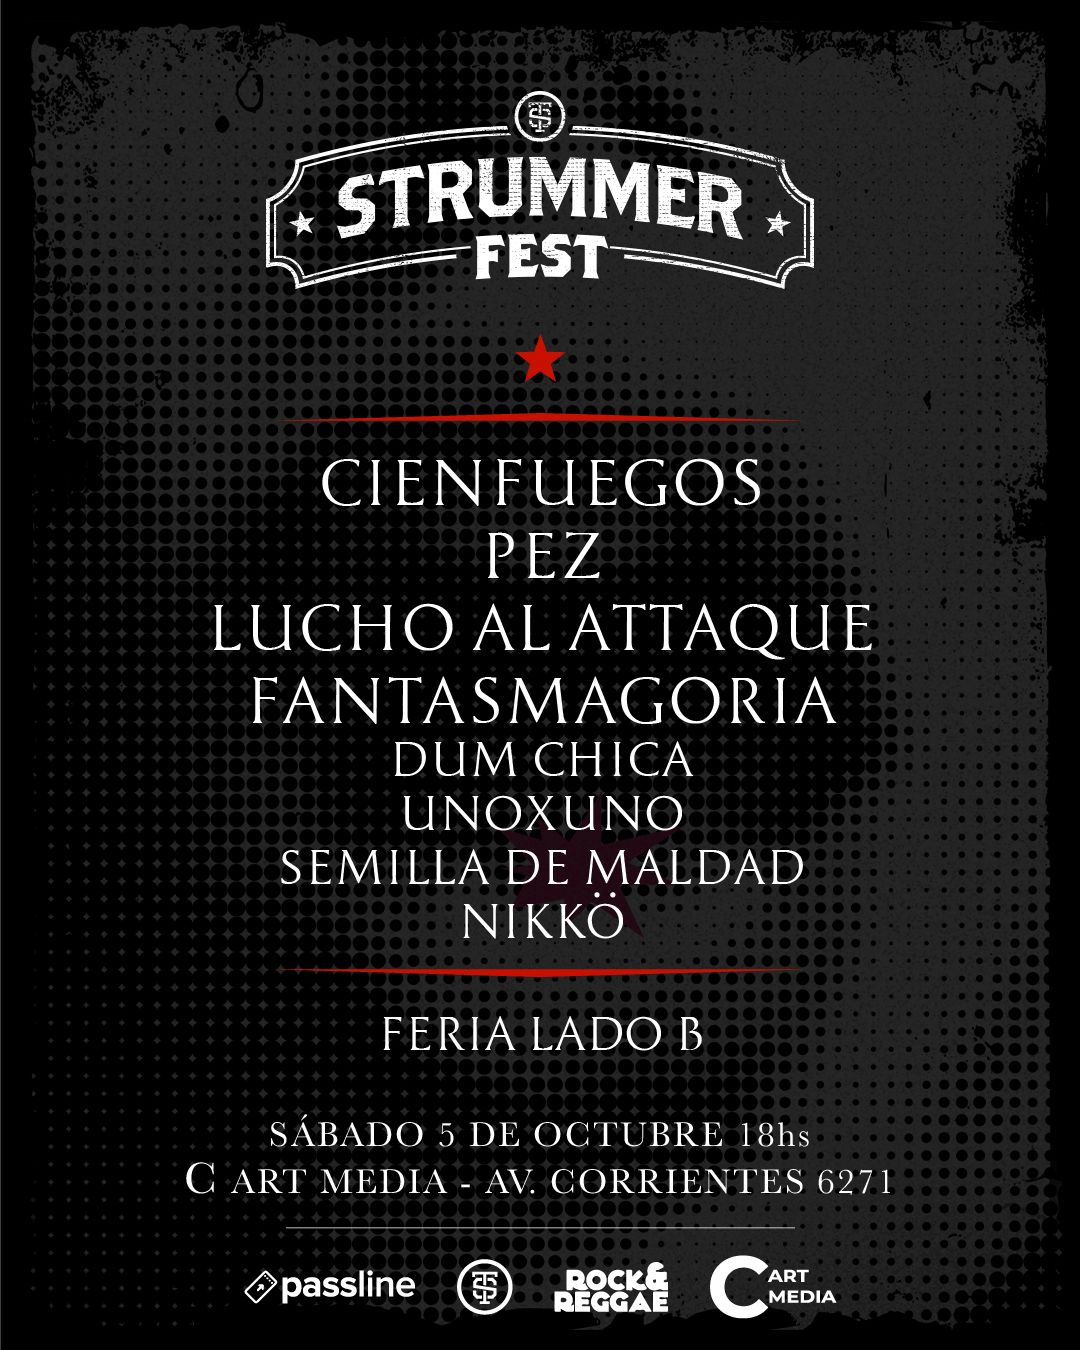 STRUMMER
FEST
CIENFUEGOS
PEZ
LUCHO AL ATTAQUE
FANTASMAGORIA
DUM CHICA
UNOXUNO
SEMILLA DE MALDAD
NIKKÖ
FERIA LADO B
SÁBADO 5 DE OCTUBRE 18hs
C ART MEDIA - AV. CORRIENTES 6271
passline
ROCK&
REGGAE
C ART
MEDIA